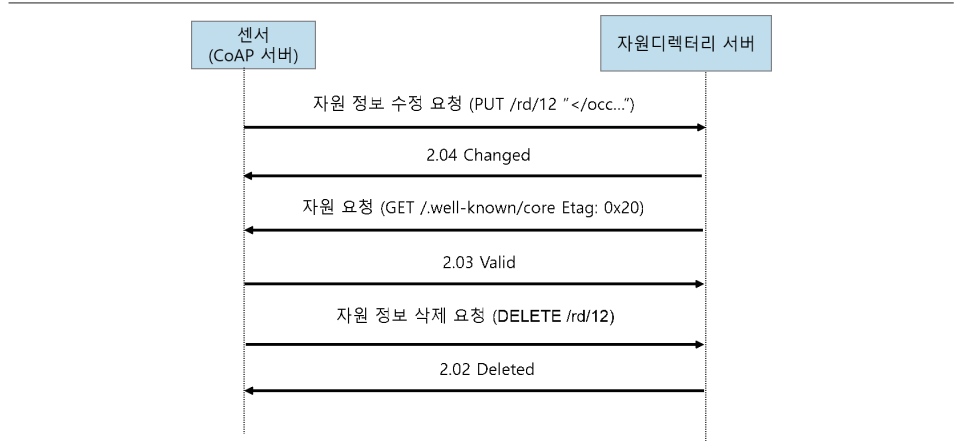 센서
(CoAP 서버)
자원디렉터리 서버
자원 정보 수정 요청 (PUT /rd/12 "</occ...")
2.04 Changed
자원 요청 (GET /.well-known/core Etag: 0x20)
2.03 Valid
자원 정보 삭제 요청 (DELETE /rd/12)
2.02 Deleted